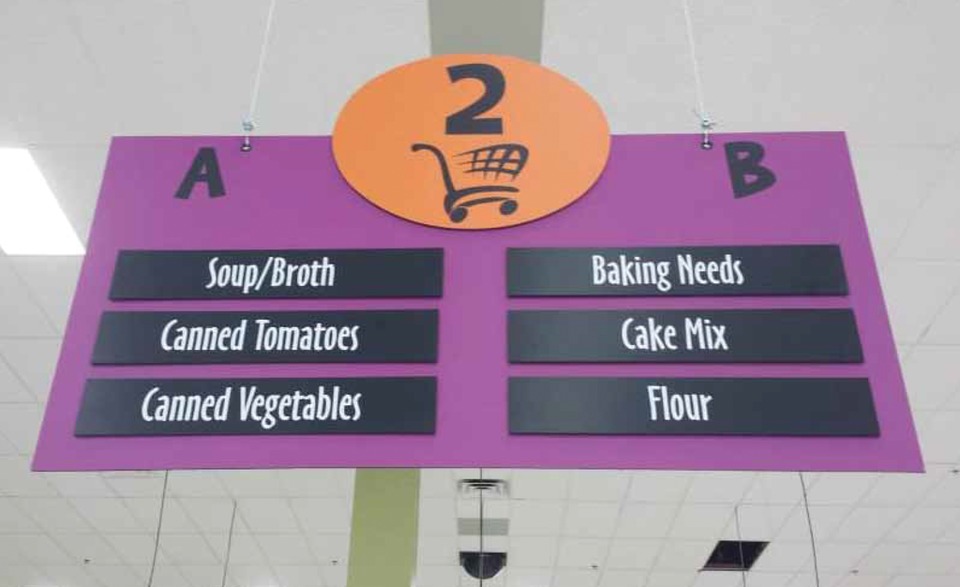 2
A
B
Soup/Broth
Canned Tomatoes
Canned Vegetables
Baking Needs
Cake Mix
Flour